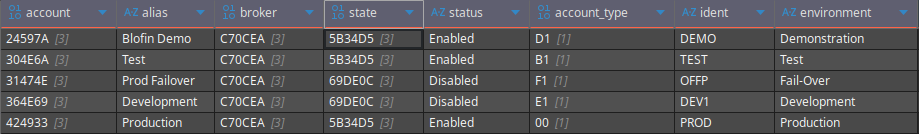 account alias broker state status account_type ident environment
24597A [3] Blofin Demo C70CEA [3] 5B34D5 [3] Enabled D1 [1] DEMO Demonstration
304E6A [3] Test C70CEA [3] 5B34D5 [3] Enabled B1 [1] TEST Test
31474E [3] Prod Failover C70CEA [3] 69DE0C [3] Disabled F1 [1] OFFP Fail-Over
364E69 [3] Development C70CEA [3] 69DE0C [3] Disabled E1 [1] DEV1 Development
424933 [3] Production C70CEA [3] 5B34D5 [3] Enabled 00 [1] PROD Production